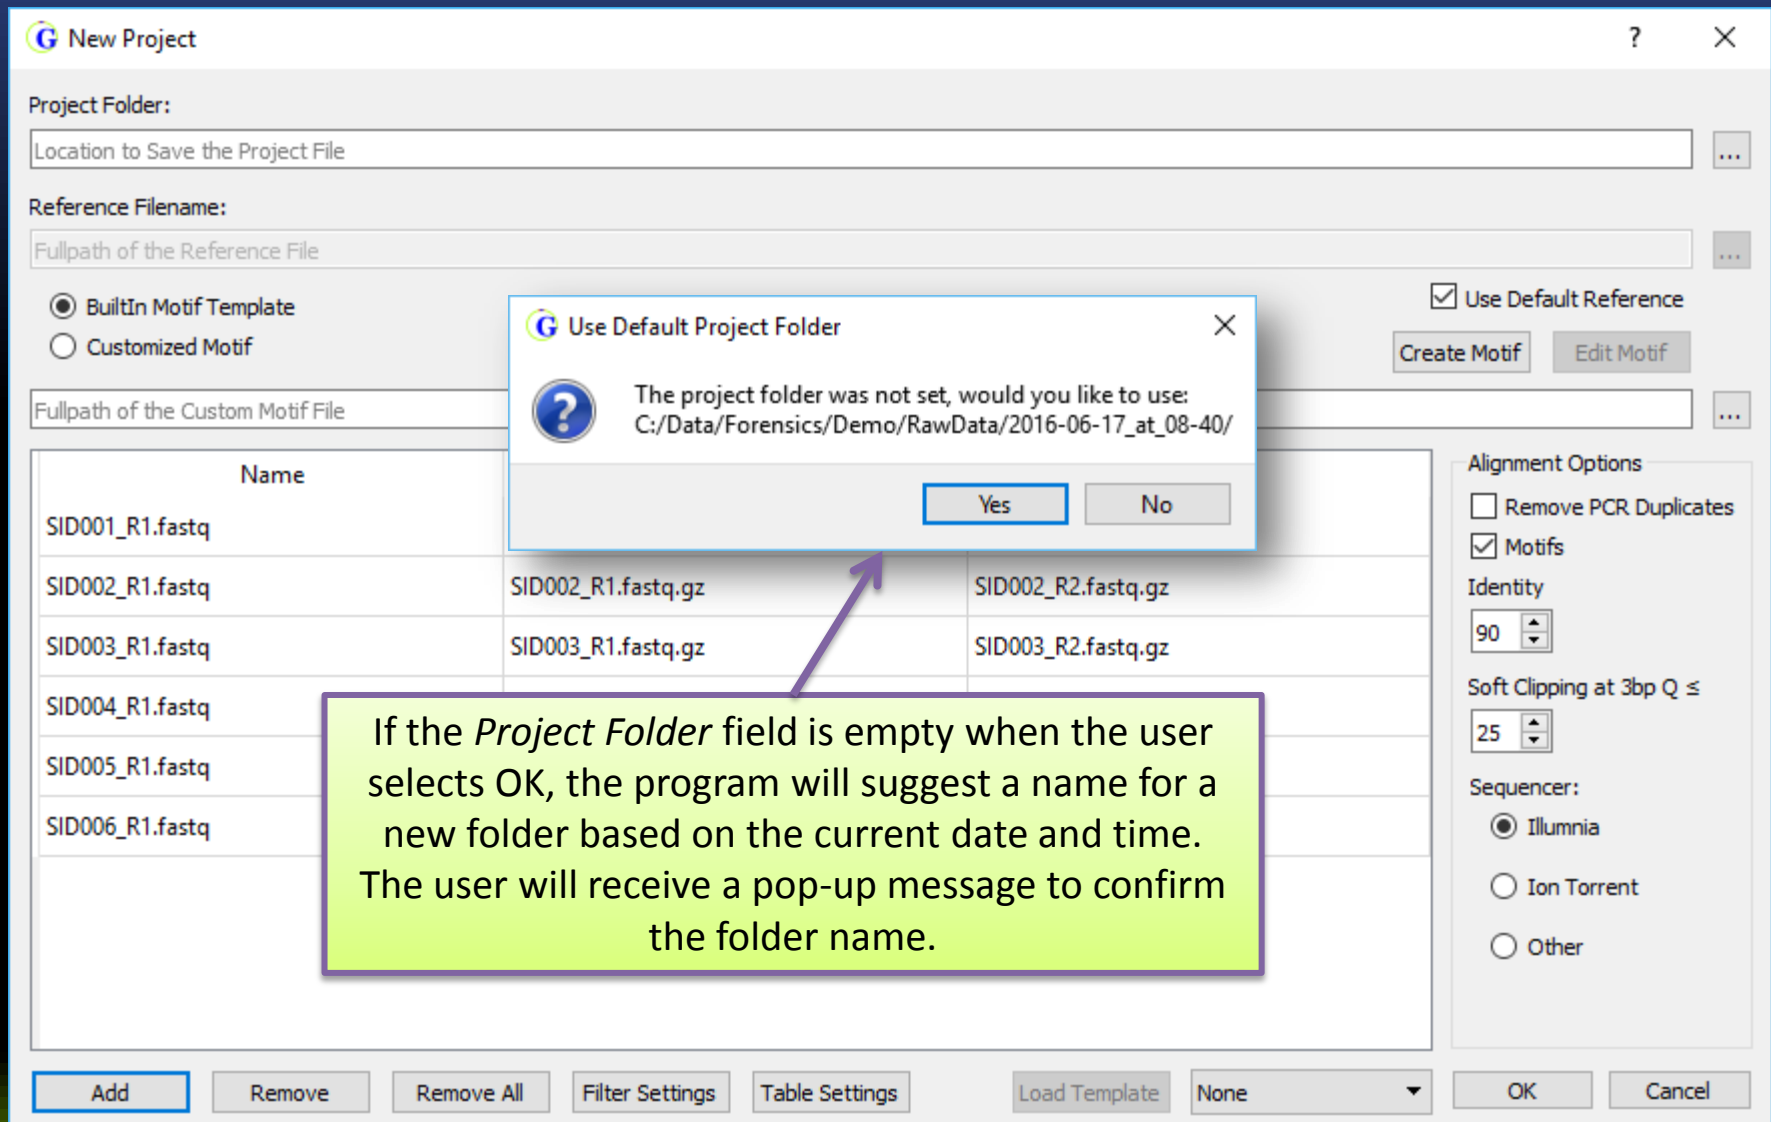 G New Project ?
Project Folder:
Location to Save the Project File
...
Reference Filename:
Fullpath of the Reference File
...
BuiltIn Motif Template
Customized Motif
Use Default Reference
Create Motif
Edit Motif
Fullpath of the Custom Motif File
...
G Use Default Project Folder
The project folder was not set, would you like to use:
C:/Data/Forensics/Demo/RawData/2016-06-17_at_08-40/
Yes No
Name
SID001_R1.fastq
SID002_R1.fastq SID002_R1.fastq.gz SID002_R2.fastq.gz
SID003_R1.fastq SID003_R1.fastq.gz SID003_R2.fastq.gz
SID004_R1.fastq
SID005_R1.fastq
SID006_R1.fastq
If the Project Folder field is empty when the user
selects OK, the program will suggest a name for a
new folder based on the current date and time.
The user will receive a pop-up message to confirm
the folder name.
Alignment Options
Remove PCR Duplicates
Motifs
Identity
90
Soft Clipping at 3bp Q ≤
25
Sequencer:
Illumnia
Ion Torrent
Other
Add Remove Remove All Filter Settings Table Settings Load Template None OK Cancel